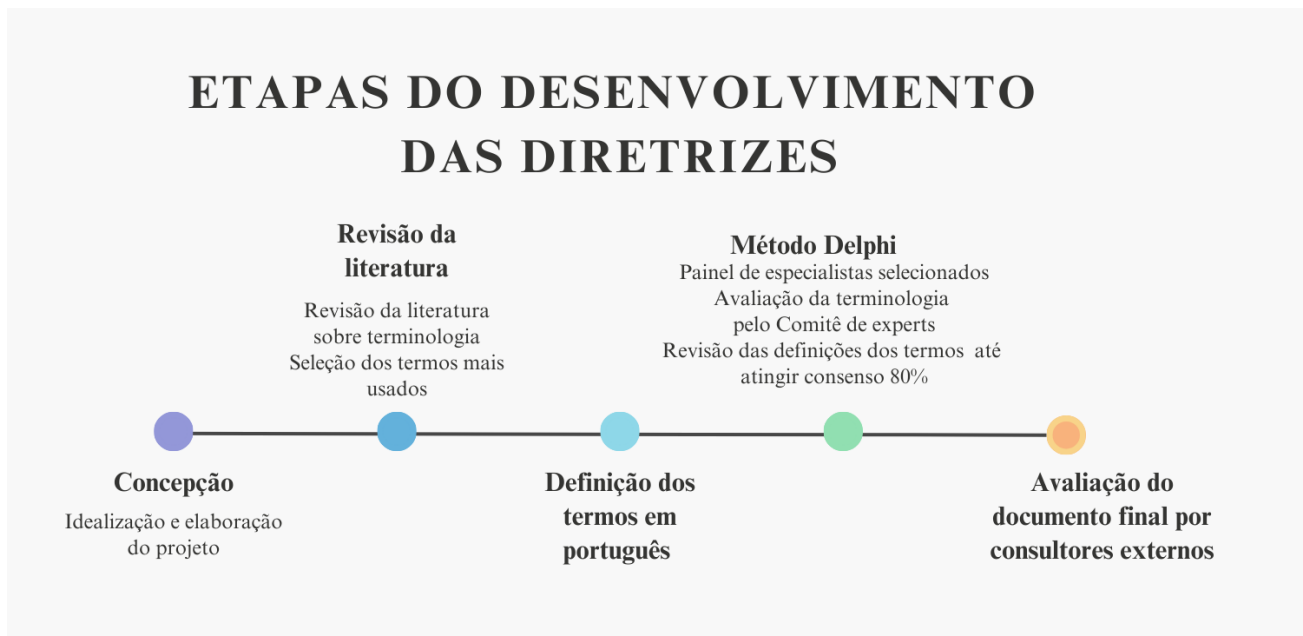 ETAPAS DO DESENVOLVIMENTO
DAS DIRETRIZES
Concepção
Idealização e elaboração
do projeto
Revisão da
literatura
Revisão da literatura
sobre terminologia
Seleção dos termos mais
usados
Definição dos
termos em
português
Método Delphi
Painel de especialistas selecionados
Avaliação da terminologia
pelo Comitê de experts
Revisão das definições dos termos até
atingir consenso 80%
Avaliação do
documento final por
consultores externos